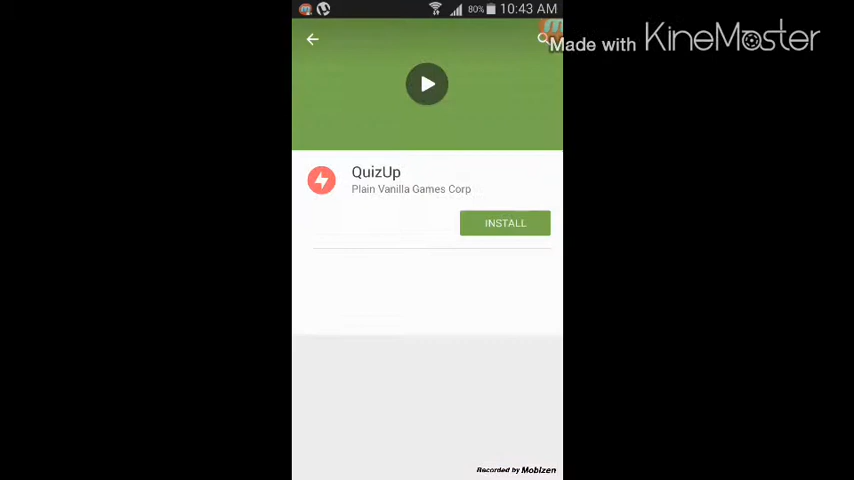 80% 10:43 AM
Made with KineMaster
QuizUp
Plain Vanilla Games Corp
INSTALL
Recorded by Mobizen